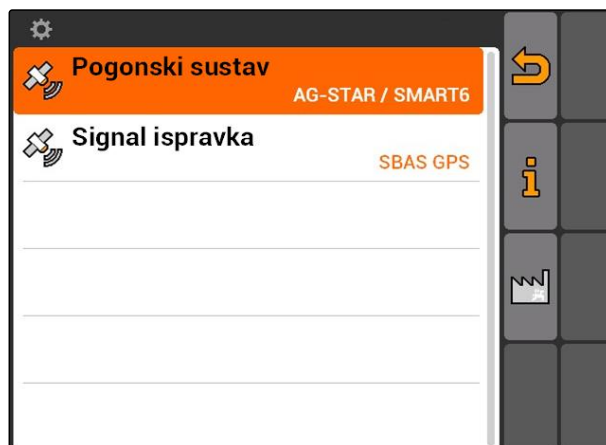 Pogonski sustav
AG-STAR / SMART6
Signal ispravka
SBAS GPS